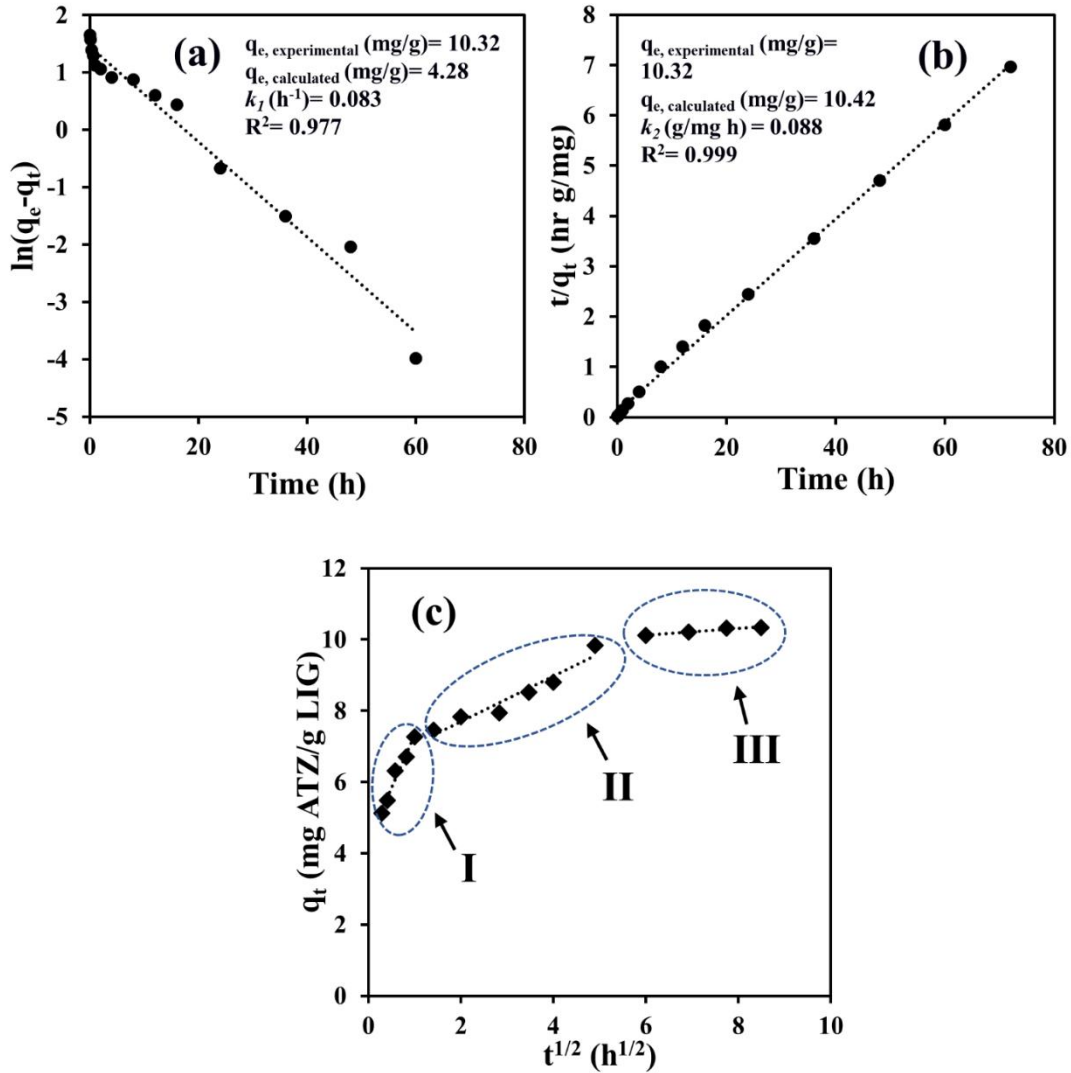 (a)
q_e, experimental (mg/g)= 10.32
q_e, calculated (mg/g)= 4.28
k_1 (h^-1)= 0.083
R^2= 0.977
2
1
0
-1
-2
-3
-4
-5
ln(q_e-q_t)
0 20 40 60 80
Time (h)
(b)
q_e, experimental (mg/g)=
10.32
q_e, calculated (mg/g)= 10.42
k_2 (g/mg h) = 0.088
R^2= 0.999
8
7
6
5
4
3
2
1
0
t/q_t (hr g/mg)
0 20 40 60 80
Time (h)
(c)
12
10
8
6
4
2
0
q_t (mg ATZ/g LIG)
I
II
III
0 2 4 6 8 10
t^1/2 (h^1/2)